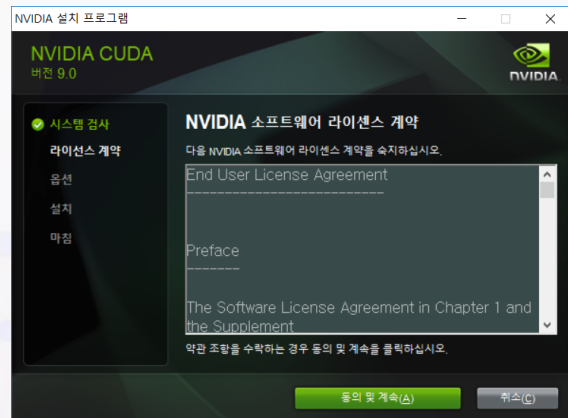 NVIDIA 설치 프로그램
NVIDIA CUDA
버전 9.0
NVIDIA.
시스템 검사
라이선스 계약
옵션
설치
마침
NVIDIA 소프트웨어 라이센스 계약
다음 NVIDIA 소프트웨어 라이센스 계약을 숙지하십시오.
End User License Agreement
--------------------------
Preface
-------
The Software License Agreement in Chapter 1 and
the Supplement
약관 조항을 수락하는 경우 동의 및 계속을 클릭하십시오.
동의 및 계속(A)
취소(C)